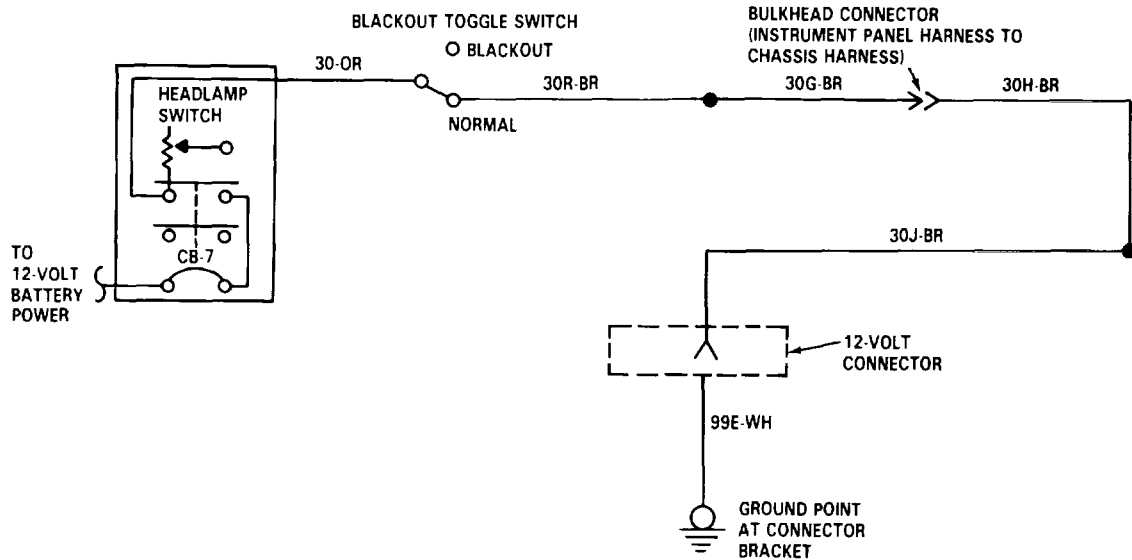 BLACKOUT TOGGLE SWITCH
BLACKOUT
BULKHEAD CONNECTOR
(INSTRUMENT PANEL HARNESS TO
CHASSIS HARNESS)
30-OR
30R-BR
30G-BR
30H-BR
HEADLAMP
SWITCH
NORMAL
CB-7
TO
12-VOLT
BATTERY
POWER
30J-BR
12-VOLT
CONNECTOR
99E-WH
GROUND POINT
AT CONNECTOR
BRACKET